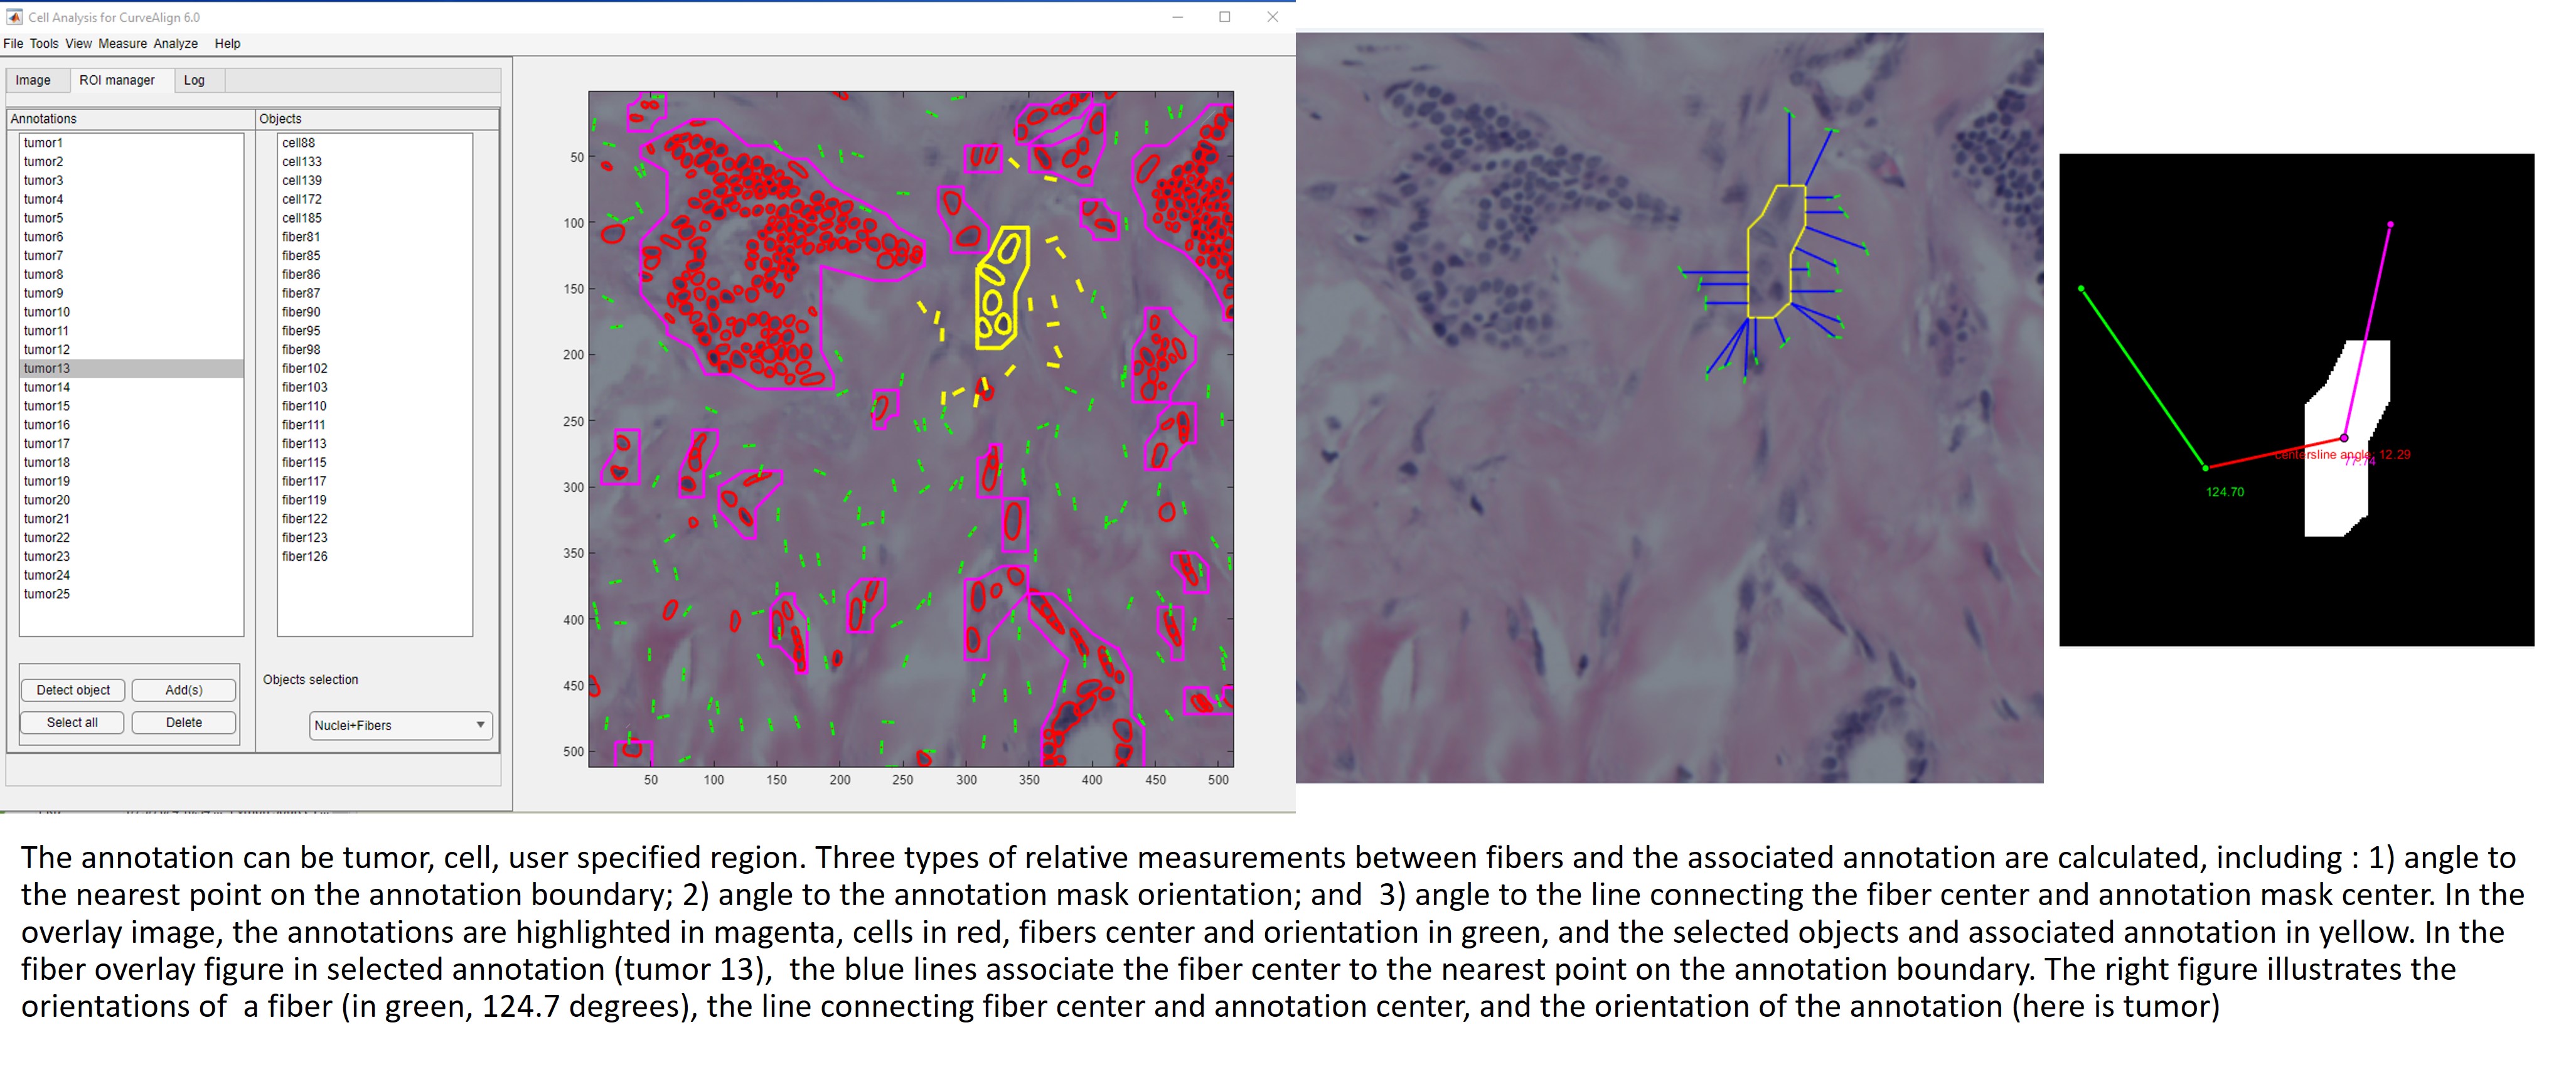 Cell Analysis for CurveAlign 6.0
File Tools View Measure Analyze Help
Image ROI manager Log
Annotations Objects
tumor1
tumor2
tumor3
tumor4
tumor5
tumor6
tumor7
tumor8
tumor9
tumor10
tumor11
tumor12
tumor13
tumor14
tumor15
tumor16
tumor17
tumor18
tumor19
tumor20
tumor21
tumor22
tumor23
tumor24
tumor25
cell88
cell133
cell139
cell172
cell185
fiber81
fiber85
fiber86
fiber87
fiber90
fiber95
fiber98
fiber102
fiber103
fiber110
fiber111
fiber113
fiber115
fiber117
fiber119
fiber122
fiber123
fiber126
Detect object Add(s)
Select all Delete
Objects selection
Nuclei+Fibers
50
100
150
200
250
300
350
400
450
500
50 100 150 200 250 300 350 400 450 500
centersline angle: 12.29
77.74
124.70
The annotation can be tumor, cell, user specified region. Three types of relative measurements between fibers and the associated annotation are calculated, including : 1) angle to
the nearest point on the annotation boundary; 2) angle to the annotation mask orientation; and 3) angle to the line connecting the fiber center and annotation mask center. In the
overlay image, the annotations are highlighted in magenta, cells in red, fibers center and orientation in green, and the selected objects and associated annotation in yellow. In the
fiber overlay figure in selected annotation (tumor 13), the blue lines associate the fiber center to the nearest point on the annotation boundary. The right figure illustrates the
orientations of a fiber (in green, 124.7 degrees), the line connecting fiber center and annotation center, and the orientation of the annotation (here is tumor)